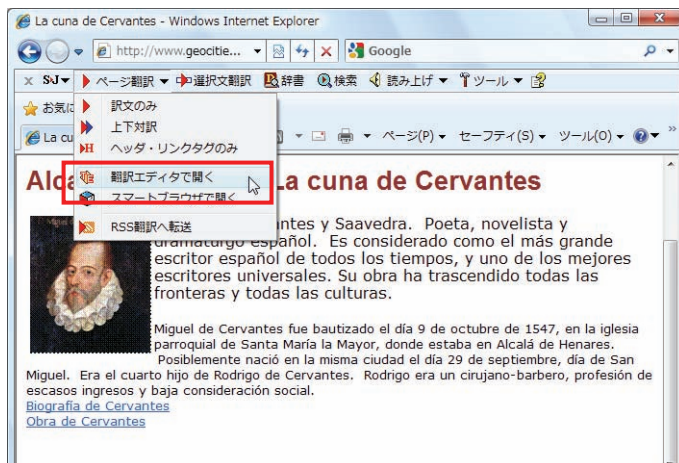 La cuna de Cervantes - Windows Internet Explorer
http://www.geocitie...
Google
S-J ページ翻訳 選択文翻訳 辞書 検索 読み上げ ツール
お気に
訳文のみ
上下対訳
ヘッダ・リンクタグのみ
翻訳エディタで開く
スマートブラウザで開く
RSS翻訳へ転送
La cu
ページ(P) セーフティ(S) ツール(O)
La cuna de Cervantes
antes y Saavedra. Poeta, novelista y
dramaturgo español. Es considerado como el más grande
escritor español de todos los tiempos, y uno de los mejores
escritores universales. Su obra ha trascendido todas las
fronteras y todas las culturas.
Miguel de Cervantes fue bautizado el día 9 de octubre de 1547, en la iglesia
parroquial de Santa María la Mayor, donde estaba en Alcalá de Henares.
Posiblemente nació en la misma ciudad el día 29 de septiembre, día de San
Miguel. Era el cuarto hijo de Rodrigo de Cervantes. Rodrigo era un cirujano-barbero, profesión de
escasos ingresos y baja consideración social.
Biografía de Cervantes
Obra de Cervantes